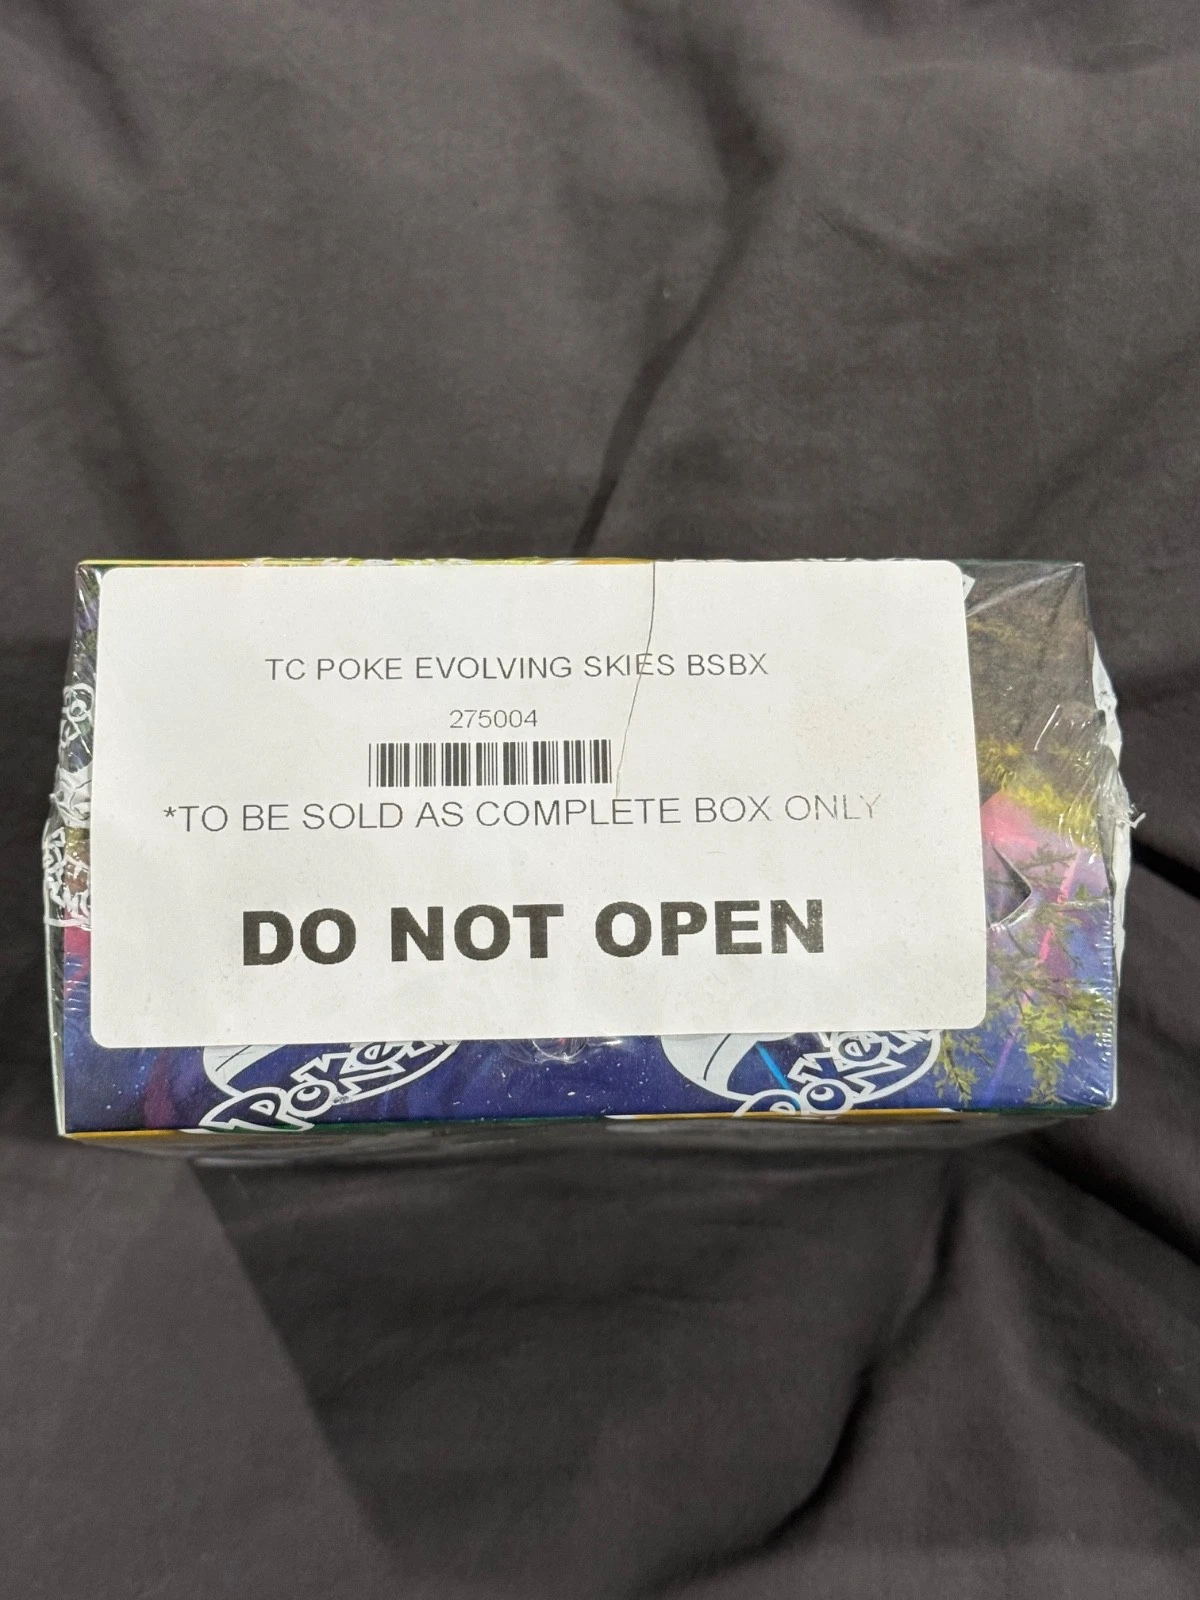 TC POKE EVOLVING SKIES BSBX
275004
*TO BE SOLD AS COMPLETE BOX ONLY
DO NOT OPEN